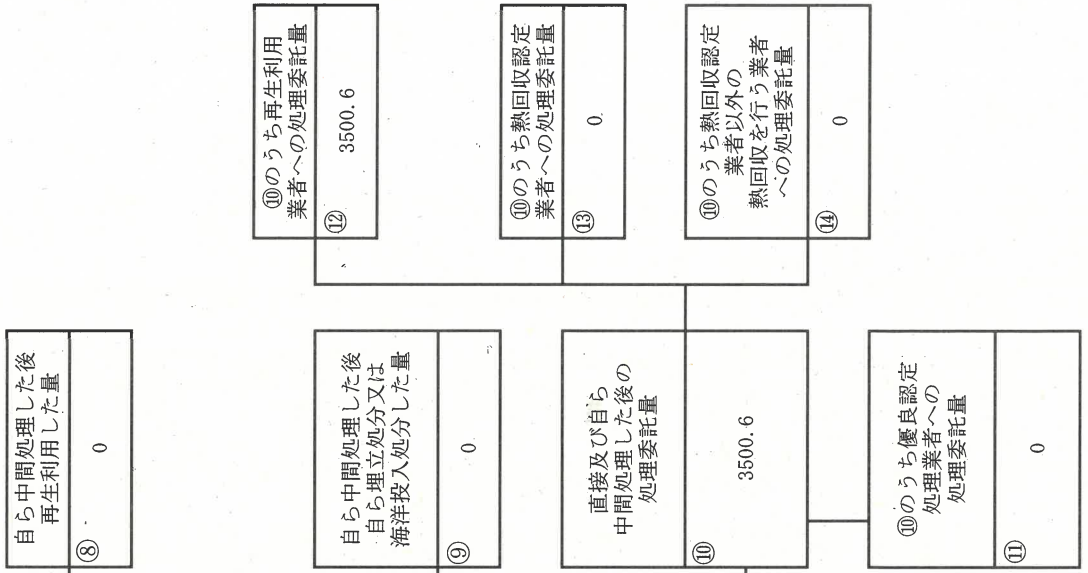 自ら中間処理した後
再生利用した量
⑧
0
自ら中間処理した後
自ら埋立処分又は
海洋投入処分した量
⑨
0
直接及び自ら
中間処理した後の
処理委託量
⑩
3500.6
⑩のうち優良認定
処理業者への
処理委託量
⑪
0
⑩のうち再生利用
業者への処理委託量
⑫
3500.6
⑩のうち熱回収認定
業者への処理委託量
⑬
0
⑩のうち熱回収認定
業者以外の
熱回収を行う業者
への処理委託量
⑭
0